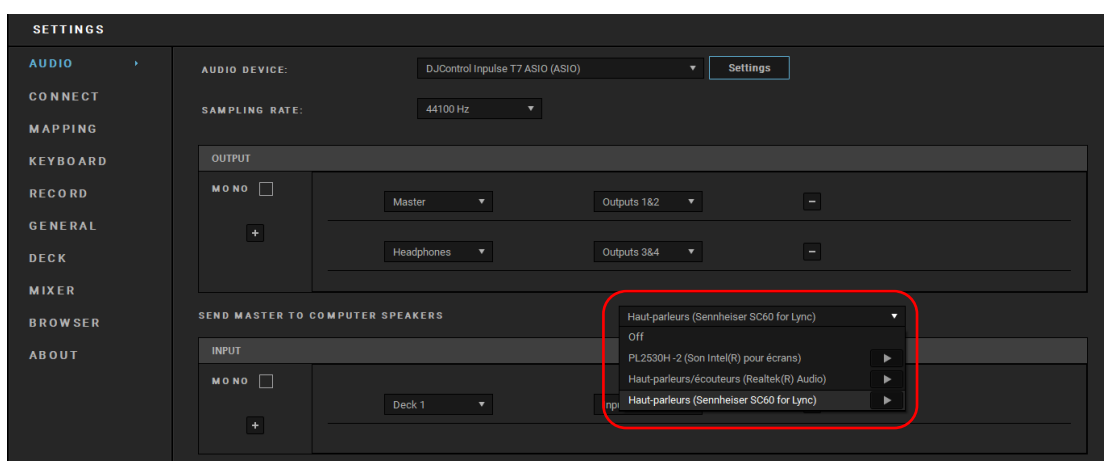 SETTINGS
AUDIO
CONNECT
MAPPING
KEYBOARD
RECORD
GENERAL
DECK
MIXER
BROWSER
ABOUT
AUDIO DEVICE: DJControl Inpulse T7 ASIO (ASIO) Settings
SAMPLING RATE: 44100 Hz
OUTPUT
MONO
Master Outputs 1&2 −
+
Headphones Outputs 3&4 −
SEND MASTER TO COMPUTER SPEAKERS Haut-parleurs (Sennheiser SC60 for Lync)
Off
PL2530H -2 (Son Intel(R) pour écrans)
Haut-parleurs/écouteurs (Realtek(R) Audio)
Haut-parleurs (Sennheiser SC60 for Lync)
INPUT
MONO
Deck 1
+